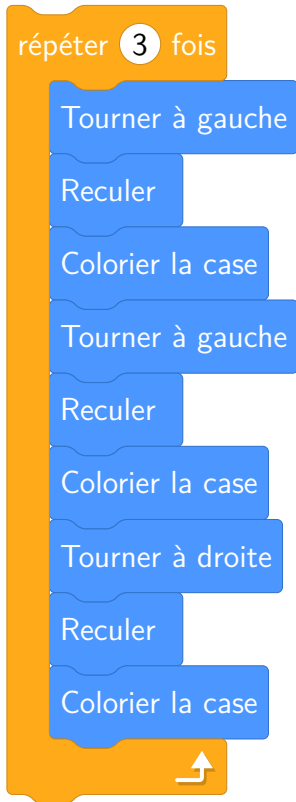 répéter 3 fois
Tourner à gauche
Reculer
Colorier la case
Tourner à gauche
Reculer
Colorier la case
Tourner à droite
Reculer
Colorier la case